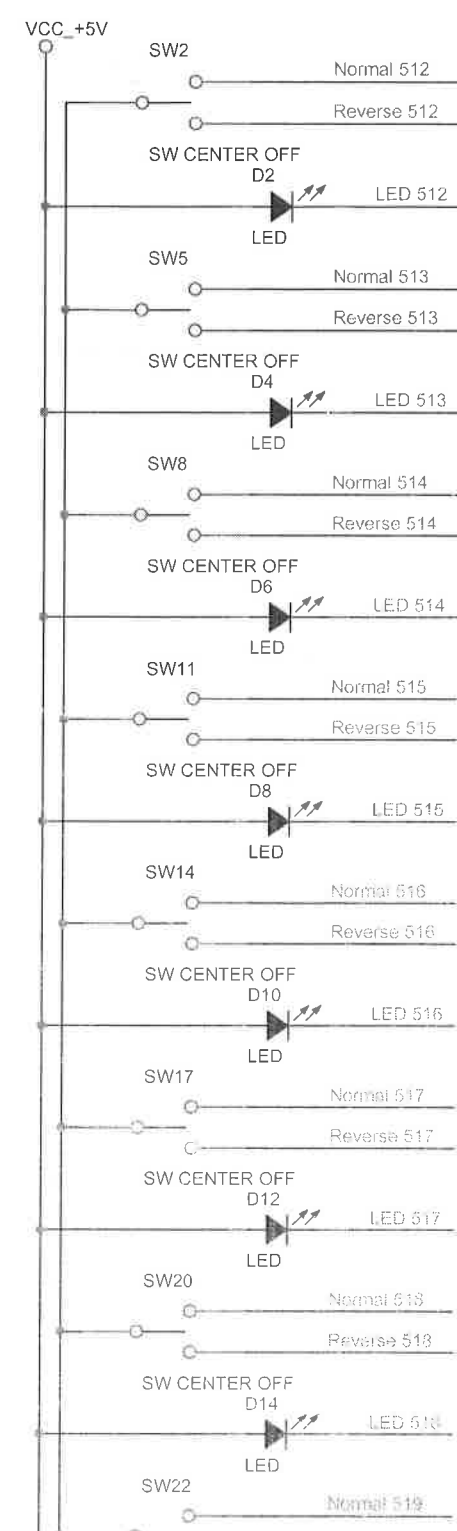 VCC_+5V
SW2
Normal 512
Reverse 512
SW CENTER OFF
D2
LED 512
LED
SW5
Normal 513
Reverse 513
SW CENTER OFF
D4
LED 513
LED
SW8
Normal 514
Reverse 514
SW CENTER OFF
D6
LED 514
LED
SW11
Normal 515
Reverse 515
SW CENTER OFF
D8
LED 515
LED
SW14
Normal 516
Reverse 516
SW CENTER OFF
D10
LED 516
LED
SW17
Normal 517
Reverse 517
SW CENTER OFF
D12
LED 517
LED
SW20
Normal 518
Reverse 518
SW CENTER OFF
D14
LED 518
LED
SW22
Normal 519